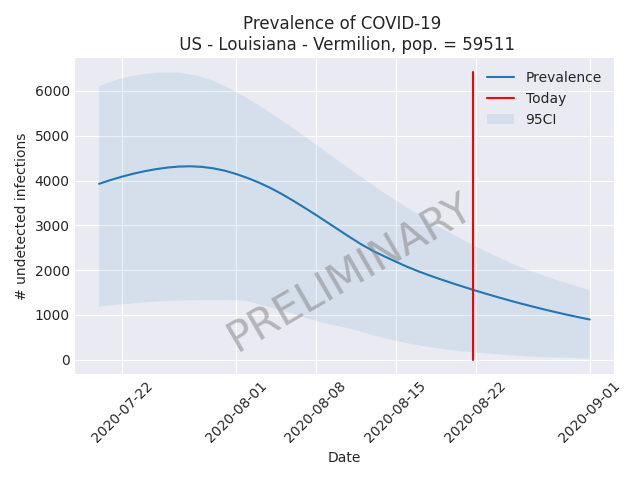 Prevalence of COVID-19
US - Louisiana - Vermilion, pop. = 59511
# undetected infections
6000
5000
4000
3000
2000
1000
0
Prevalence
Today
95CI
PRELIMINARY
2020-07-22
2020-08-01
2020-08-08
2020-08-15
2020-08-22
2020-09-01
Date